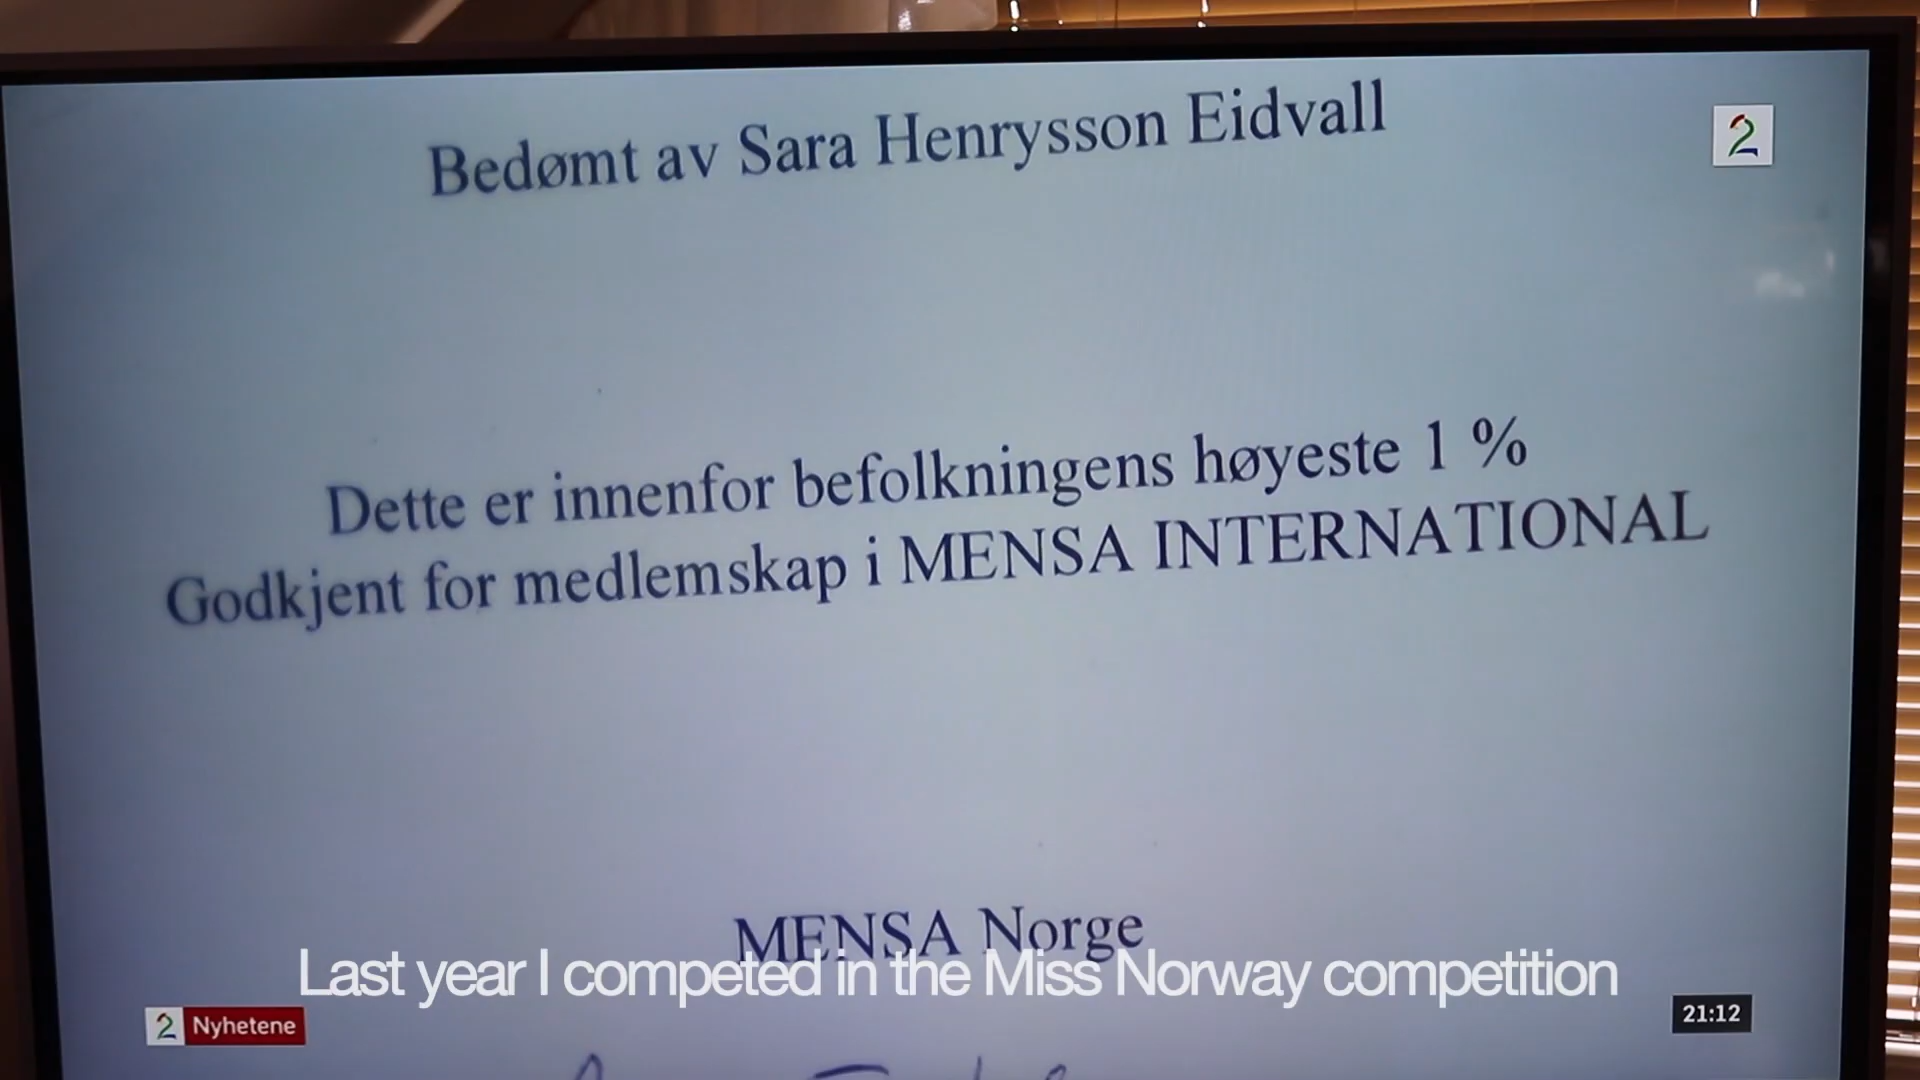 Bedømt av Sara Henrysson Eidvall
2
Dette er innenfor befolkningens høyeste 1 %
Godkjent for medlemskap i MENSA INTERNATIONAL
MENSA Norge
Last year I competed in the Miss Norway competition
2 Nyhetene
21:12